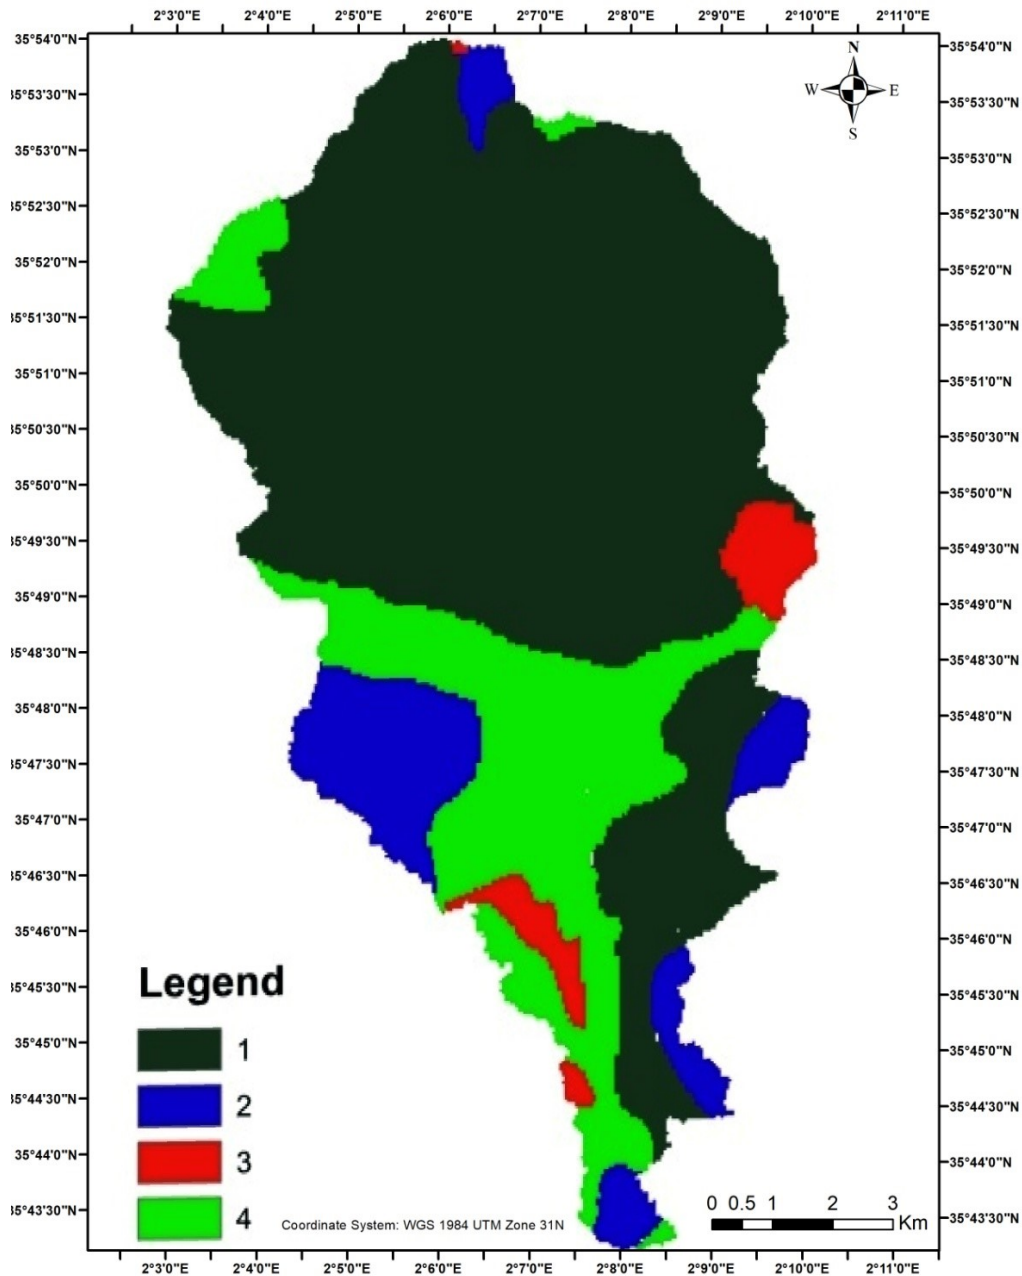 2°3'0"E 2°4'0"E 2°5'0"E 2°6'0"E 2°7'0"E 2°8'0"E 2°9'0"E 2°10'0"E 2°11'0"E
35°54'0"N 35°54'0"N
N
W E
S
35°53'30"N 35°53'30"N
35°53'0"N 35°53'0"N
35°52'30"N 35°52'30"N
35°52'0"N 35°52'0"N
35°51'30"N 35°51'30"N
35°51'0"N 35°51'0"N
35°50'30"N 35°50'30"N
35°50'0"N 35°50'0"N
35°49'30"N 35°49'30"N
35°49'0"N 35°49'0"N
35°48'30"N 35°48'30"N
35°48'0"N 35°48'0"N
35°47'30"N 35°47'30"N
35°47'0"N 35°47'0"N
35°46'30"N 35°46'30"N
35°46'0"N 35°46'0"N
35°45'30"N 35°45'30"N
35°45'0"N 35°45'0"N
35°44'30"N 35°44'30"N
35°44'0"N 35°44'0"N
35°43'30"N 35°43'30"N
Legend
1
2
3
4
Coordinate System: WGS 1984 UTM Zone 31N
0 0.5 1 2 3
Km
2°3'0"E 2°4'0"E 2°5'0"E 2°6'0"E 2°7'0"E 2°8'0"E 2°9'0"E 2°10'0"E 2°11'0"E